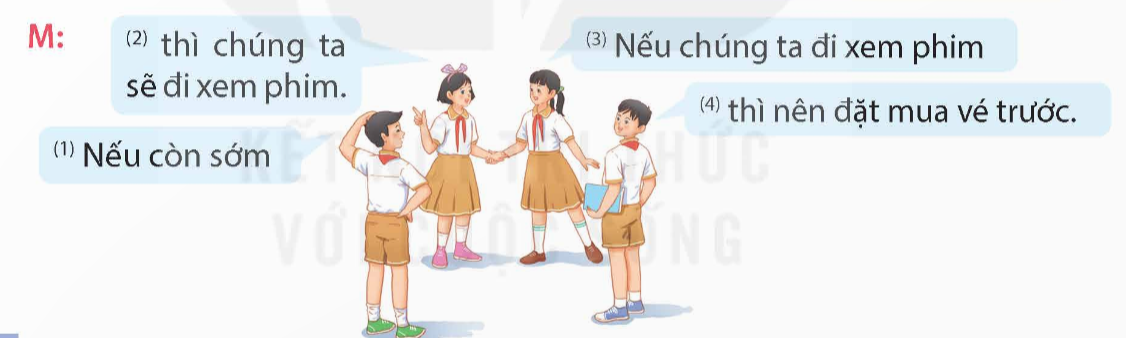 M:
(2) thì chúng ta
sẽ đi xem phim.
(3) Nếu chúng ta đi xem phim
(4) thì nên đặt mua vé trước.
(1) Nếu còn sớm